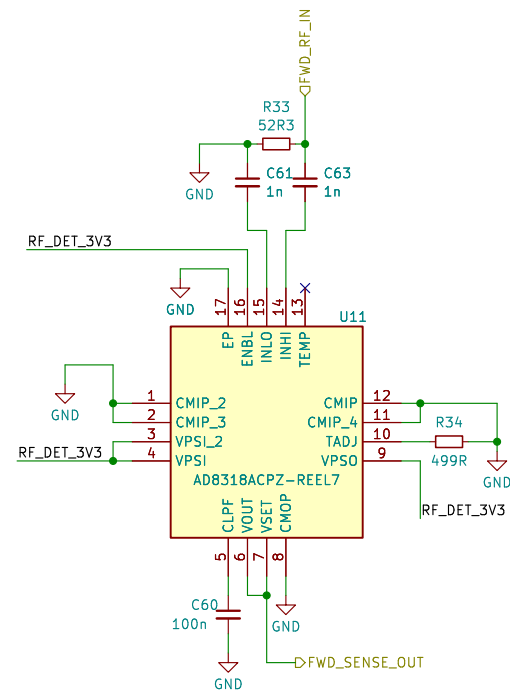 FWD_RF_IN
R33
52R3
C61
1n
C63
1n
GND
RF_DET_3V3
GND
17
16
15
14
13
U11
EP
ENBL
INLO
INHI
TEMP
GND
1
CMIP_2
2
CMIP_3
3
VPSI_2
4
VPSI
RF_DET_3V3
CMIP
12
CMIP_4
11
TADJ
10
VPSO
9
R34
499R
GND
RF_DET_3V3
AD8318ACPZ-REEL7
CLPF
VOUT
VSET
CMOP
5
6
7
8
C60
100n
GND
GND
FWD_SENSE_OUT